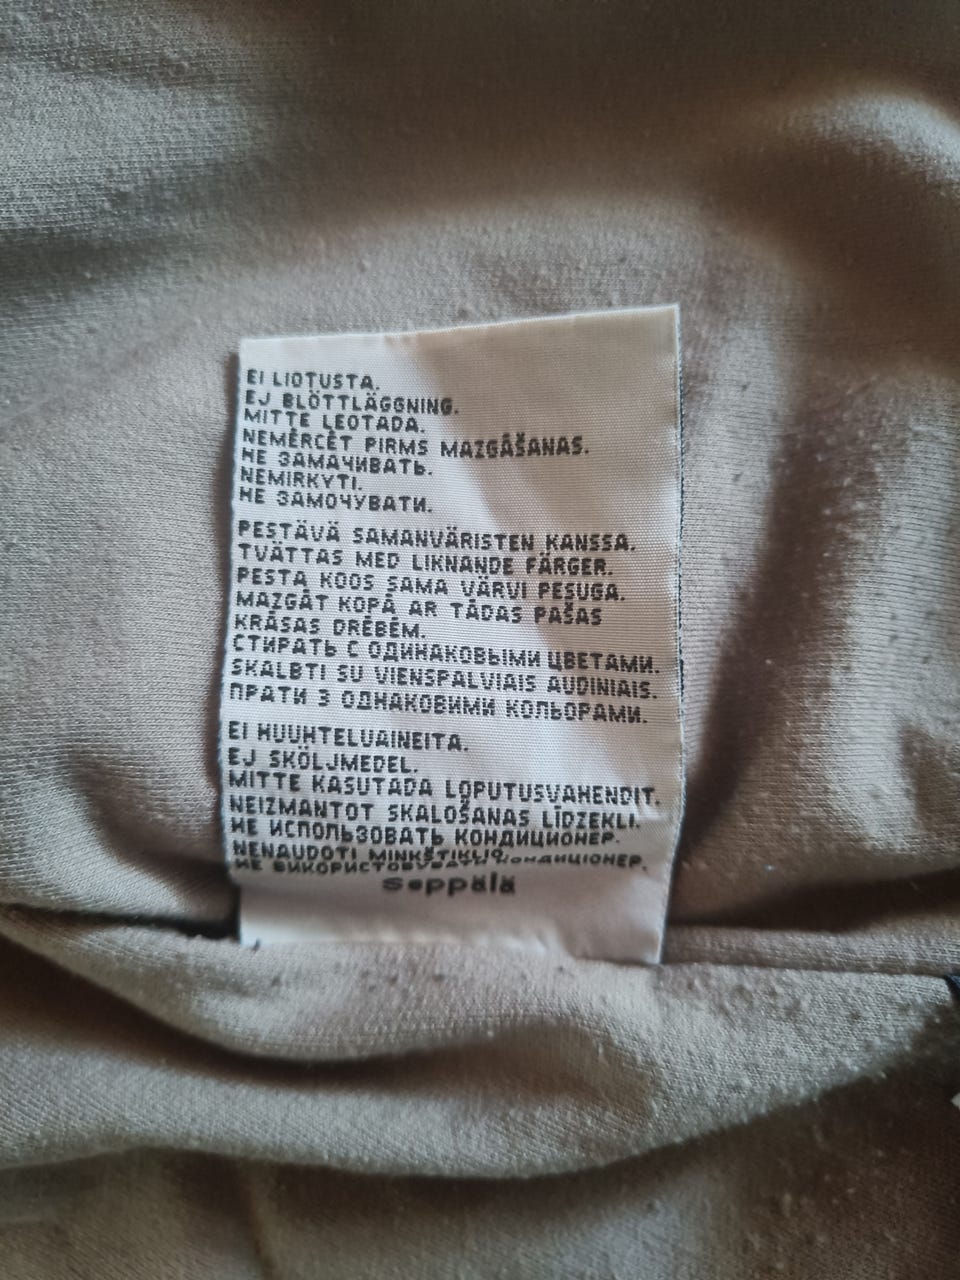 EI LIOTUSTA.
EJ BLÖTTLÄGGNING.
MITTE LEOTADA.
NEMĒRCĒT PIRMS MAZGĀŠANAS.
НЕ ЗАМАЧИВАТЬ.
NEMIRKYTI.
НЕ ЗАМОЧУВАТИ.
PESTÄVÄ SAMANVÄRISTEN KANSSA.
TVÄTTAS MED LIKNANDE FÄRGER.
PESTA KOOS SAMA VÄRVI PESUGA.
MAZGĀT KOPĀ AR TĀDAS PAŠAS
KRĀSAS DRĒBĒM.
СТИРАТЬ С ОДИНАКОВЫМИ ЦВЕТАМИ.
SKALBTI SU VIENSPALVIAIS AUDINIAIS.
ПРАТИ З ОДНАКОВИМИ КОЛЬОРАМИ.
EI HUUHTELUAINEITA.
EJ SKÖLJMEDEL.
MITTE KASUTADA LOPUTUSVAHENDIT.
NEIZMANTOT SKALOŠANAS LĪDZEKLI.
НЕ ИСПОЛЬЗОВАТЬ КОНДИЦИОНЕР.
NENAUDOTI MINKŠTIKLIO.
НЕ ВИКОРИСТОВУВАТИ КОНДИЦІОНЕР.
seppälä